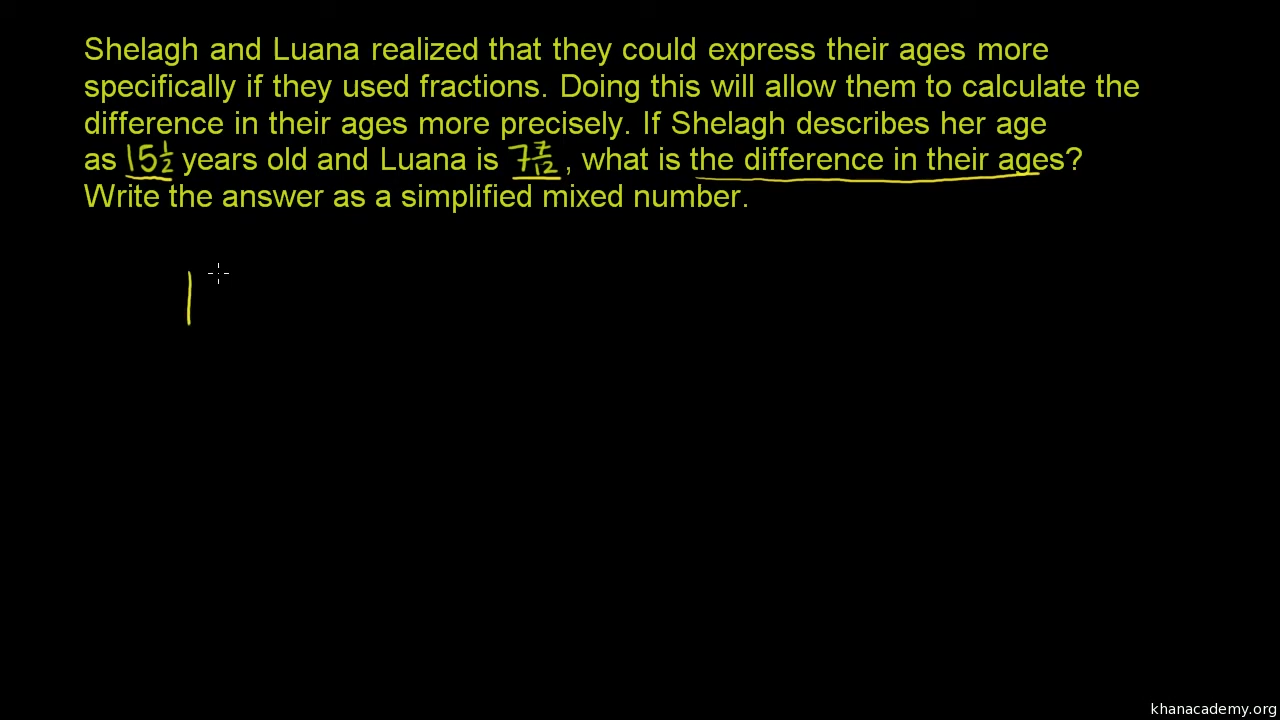 Shelagh and Luana realized that they could express their ages more
specifically if they used fractions. Doing this will allow them to calculate the
difference in their ages more precisely. If Shelagh describes her age
as 15 1/2 years old and Luana is 7 7/12 , what is the difference in their ages?
Write the answer as a simplified mixed number.
1
khanacademy.org